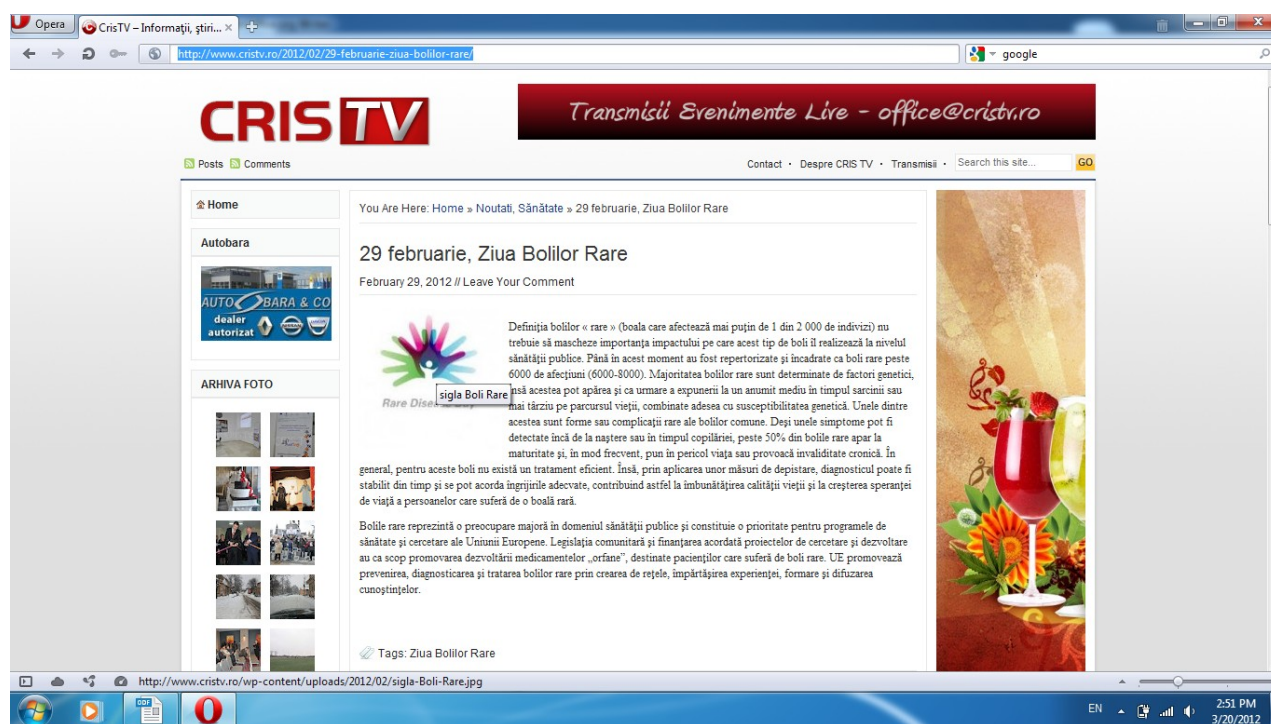 Opera
CrisTV – Informaţii, ştiri...
http://www.cristv.ro/2012/02/29-februarie-ziua-bolilor-rare/
google
CRIS TV
Transmisii Evenimente Live - office@cristv.ro
Posts Comments
Contact · Despre CRIS TV · Transmisii ·
Search this site...
GO
Home
Autobara
AUTO BARA & CO
dealer
autorizat
ARHIVA FOTO
You Are Here: Home » Noutati, Sănătate » 29 februarie, Ziua Bolilor Rare
29 februarie, Ziua Bolilor Rare
February 29, 2012 // Leave Your Comment
sigla Boli Rare
Definiţia bolilor « rare » (boala care afectează mai puţin de 1 din 2 000 de indivizi) nu
trebuie să mascheze importanţa impactului pe care acest tip de boli îl realizează la nivelul
sănătăţii publice. Până în acest moment au fost repertorizate şi incadrate ca boli rare peste
6000 de afecţiuni (6000-8000). Majoritatea bolilor rare sunt determinate de factori genetici,
însă acestea pot apărea şi ca urmare a expunerii la un anumit mediu în timpul sarcinii sau
mai târziu pe parcursul vieţii, combinate adesea cu susceptibilitatea genetică. Unele dintre
acestea sunt forme sau complicaţii rare ale bolilor comune. Deşi unele simptome pot fi
detectate încă de la naştere sau în timpul copilăriei, peste 50% din bolile rare apar la
maturitate şi, în mod frecvent, pun în pericol viaţa sau provoacă invaliditate cronică. În
general, pentru aceste boli nu există un tratament eficient. Însă, prin aplicarea unor măsuri de depistare, diagnosticul poate fi
stabilit din timp şi se pot acorda îngrijirile adecvate, contribuind astfel la îmbunătăţirea calităţii vieţii şi la creşterea speranţei
de viaţă a persoanelor care suferă de o boală rară.
Bolile rare reprezintă o preocupare majoră în domeniul sănătăţii publice şi constituie o prioritate pentru programele de
sănătate şi cercetare ale Uniunii Europene. Legislaţia comunitară şi finanţarea acordată proiectelor de cercetare şi dezvoltare
au ca scop promovarea dezvoltării medicamentelor „orfane”, destinate pacienţilor care suferă de boli rare. UE promovează
prevenirea, diagnosticarea şi tratarea bolilor rare prin crearea de reţele, împărtăşirea experienţei, formare şi difuzarea
cunoştinţelor.
Tags: Ziua Bolilor Rare
http://www.cristv.ro/wp-content/uploads/2012/02/sigla-Boli-Rare.jpg
EN
2:51 PM
3/20/2012